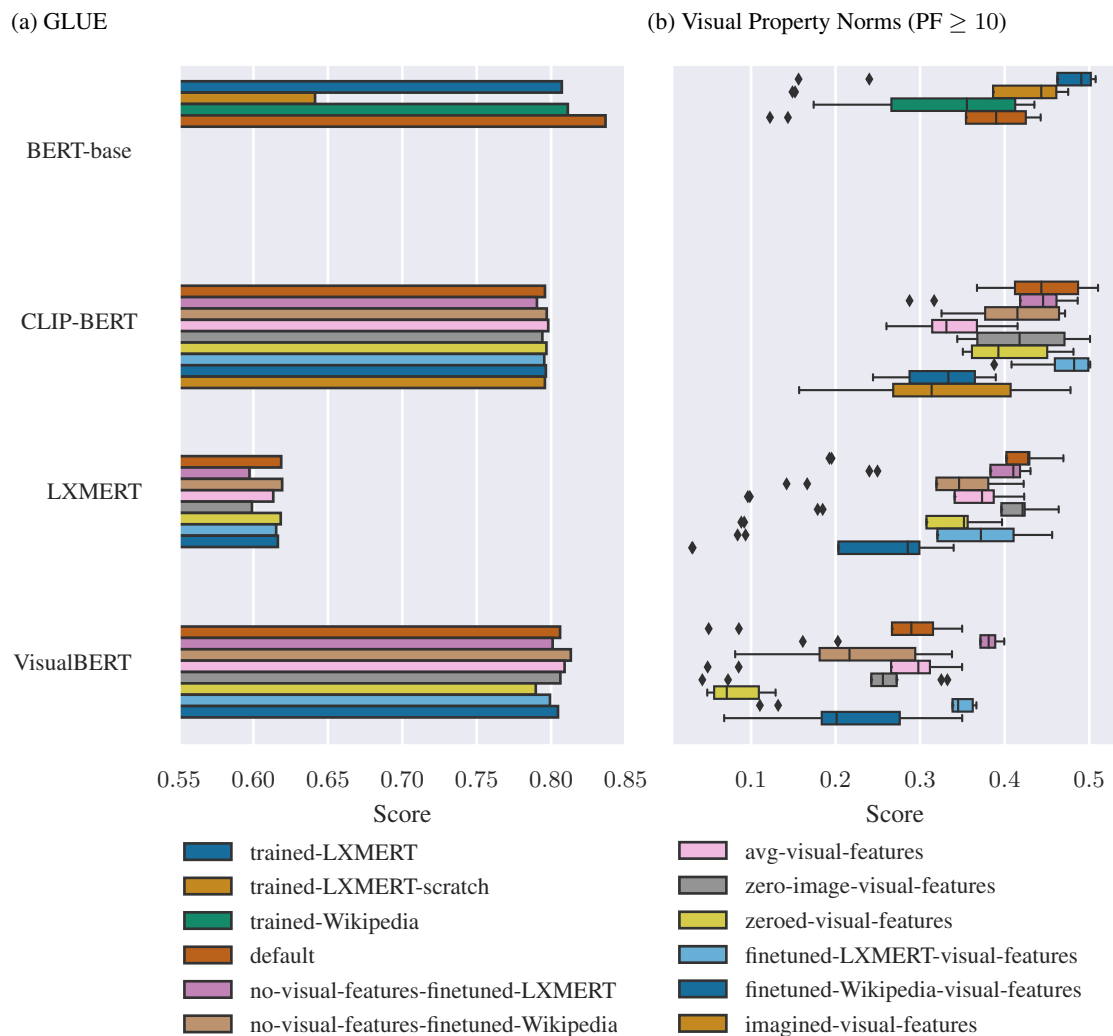 (a) GLUE
(b) Visual Property Norms (PF ≥ 10)
BERT-base
CLIP-BERT
LXMERT
VisualBERT
0.55 0.60 0.65 0.70 0.75 0.80 0.85
0.1 0.2 0.3 0.4 0.5
Score
Score
trained-LXMERT
trained-LXMERT-scratch
trained-Wikipedia
default
no-visual-features-finetuned-LXMERT
no-visual-features-finetuned-Wikipedia
avg-visual-features
zero-image-visual-features
zeroed-visual-features
finetuned-LXMERT-visual-features
finetuned-Wikipedia-visual-features
imagined-visual-features